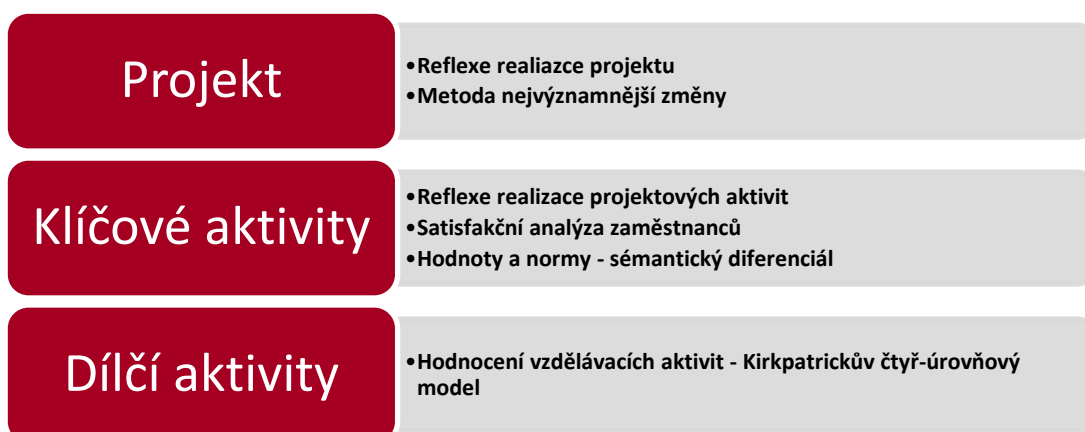 Projekt
•Reflexe realiazce projektu
•Metoda nejvýznamnější změny
Klíčové aktivity
•Reflexe realizace projektových aktivit
•Satisfakční analýza zaměstnanců
•Hodnoty a normy - sémantický diferenciál
Dílčí aktivity
•Hodnocení vzdělávacích aktivit - Kirkpatrickův čtyř-úrovňový
model